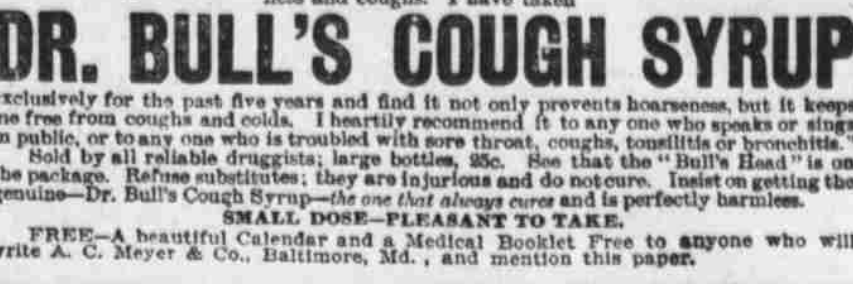 DR. BULL'S COUGH SYRUP
xclusively for the past five years and find it not only prevents hoarseness, but it keeps
me free from coughs and colds. I heartily recommend it to any one who speaks or sings
n public, or to any one who is troubled with sore throat, coughs, tonsilitis or bronchitis."
Sold by all reliable druggists; large bottles, 25c. See that the "Bull's Head" is on
he package. Refuse substitutes; they are injurious and do not cure. Insist on getting the
genuine—Dr. Bull's Cough Syrup—the one that always cures and is perfectly harmless.
SMALL DOSE—PLEASANT TO TAKE.
FREE—A beautiful Calendar and a Medical Booklet Free to anyone who will
write A. C. Meyer & Co., Baltimore, Md., and mention this paper.